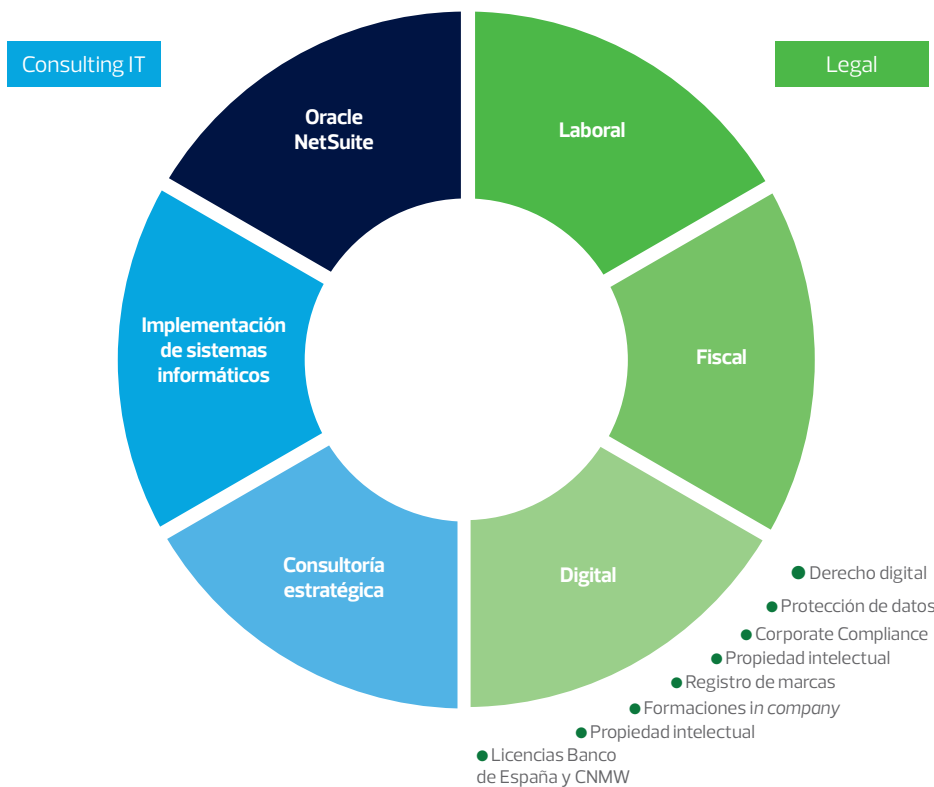 Consulting IT
Legal
Oracle
NetSuite
Laboral
Implementación
de sistemas
informáticos
Fiscal
Consultoría
estratégica
Digital
Derecho digital
Protección de datos
Corporate Compliance
Propiedad intelectual
Registro de marcas
Formaciones in company
Propiedad intelectual
Licencias Banco
de España y CNMW